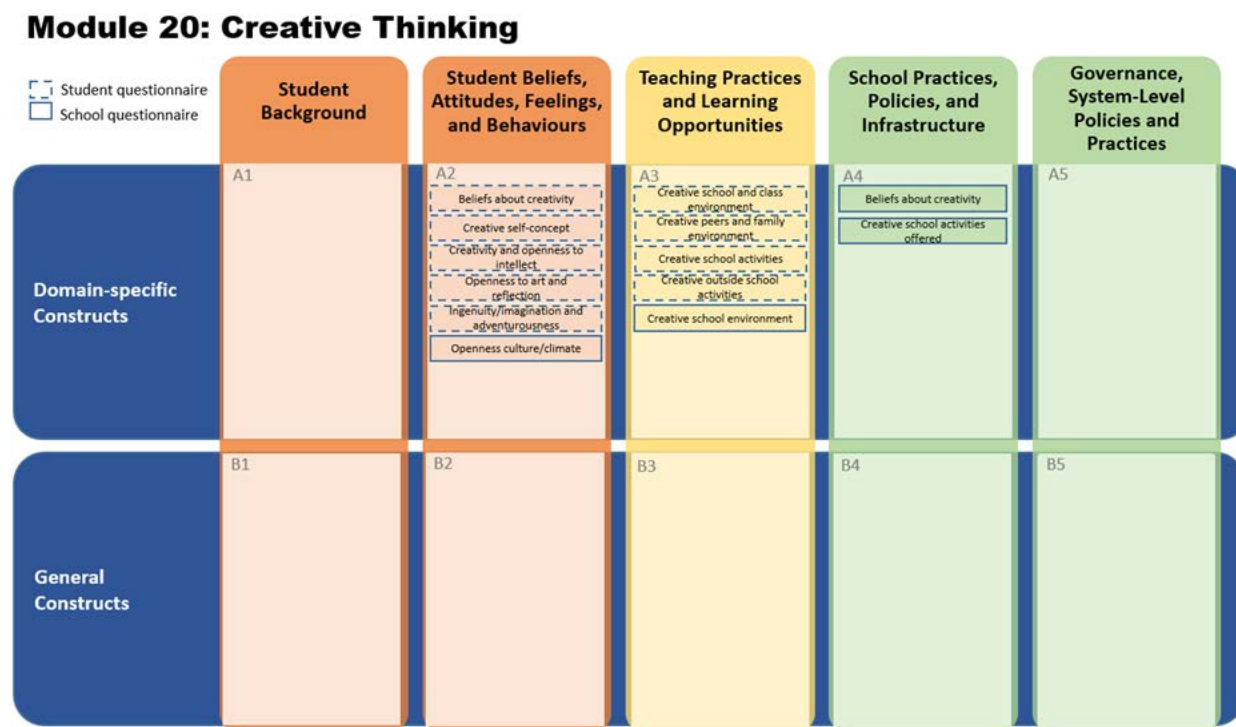 Module 20: Creative Thinking
Student questionnaire
School questionnaire
Student
Background
Student Beliefs,
Attitudes, Feelings,
and Behaviours
Teaching Practices
and Learning
Opportunities
School Practices,
Policies, and
Infrastructure
Governance,
System-Level
Policies and
Practices
Domain-specific
Constructs
A1
A2
Beliefs about creativity
Creative self-concept
Creativity and openness to
intellect
Openness to art and
reflection
Ingenuity/imagination and
adventurousness
Openness culture/climate
A3
Creative school and class
environment
Creative peers and family
environment
Creative school activities
Creative outside school
activities
Creative school environment
A4
Beliefs about creativity
Creative school activities
offered
A5
General
Constructs
B1
B2
B3
B4
B5